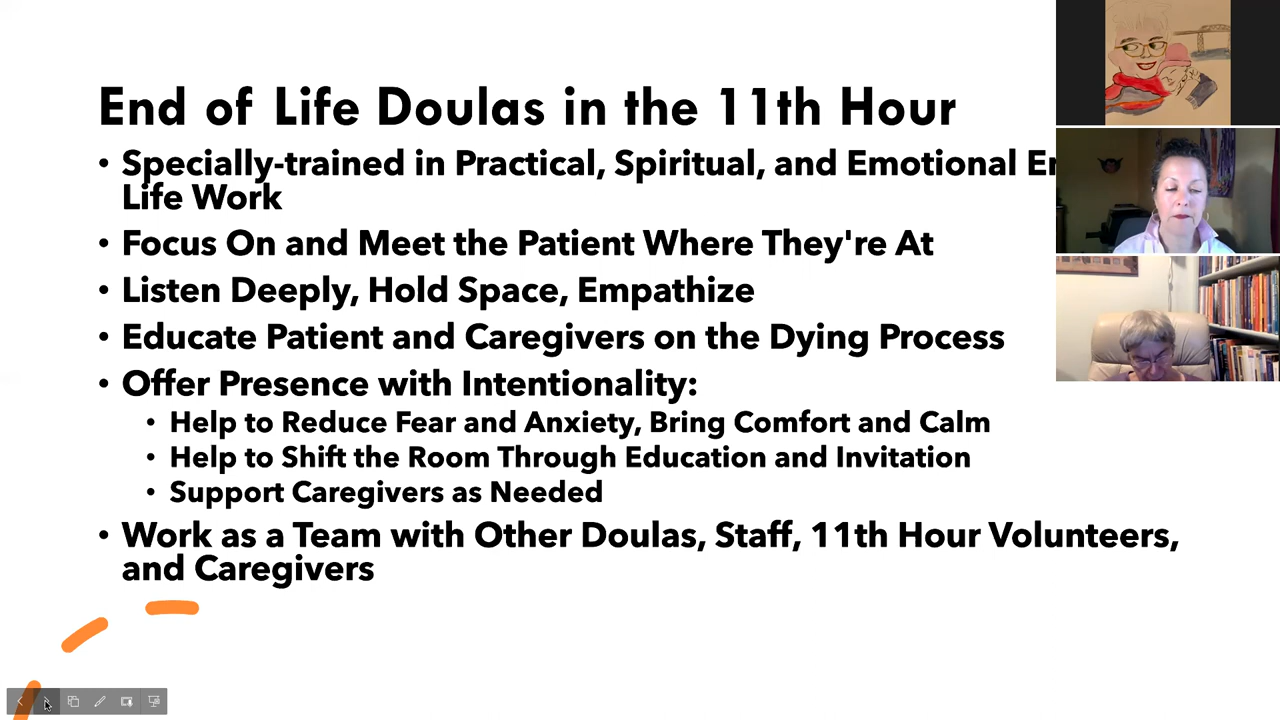 End of Life Doulas in the 11th Hour
• Specially-trained in Practical, Spiritual, and Emotional
Life Work
• Focus On and Meet the Patient Where They're At
• Listen Deeply, Hold Space, Empathize
• Educate Patient and Caregivers on the Dying Process
• Offer Presence with Intentionality:
• Help to Reduce Fear and Anxiety, Bring Comfort and Calm
• Help to Shift the Room Through Education and Invitation
• Support Caregivers as Needed
• Work as a Team with Other Doulas, Staff, 11th Hour Volunteers,
and Caregivers